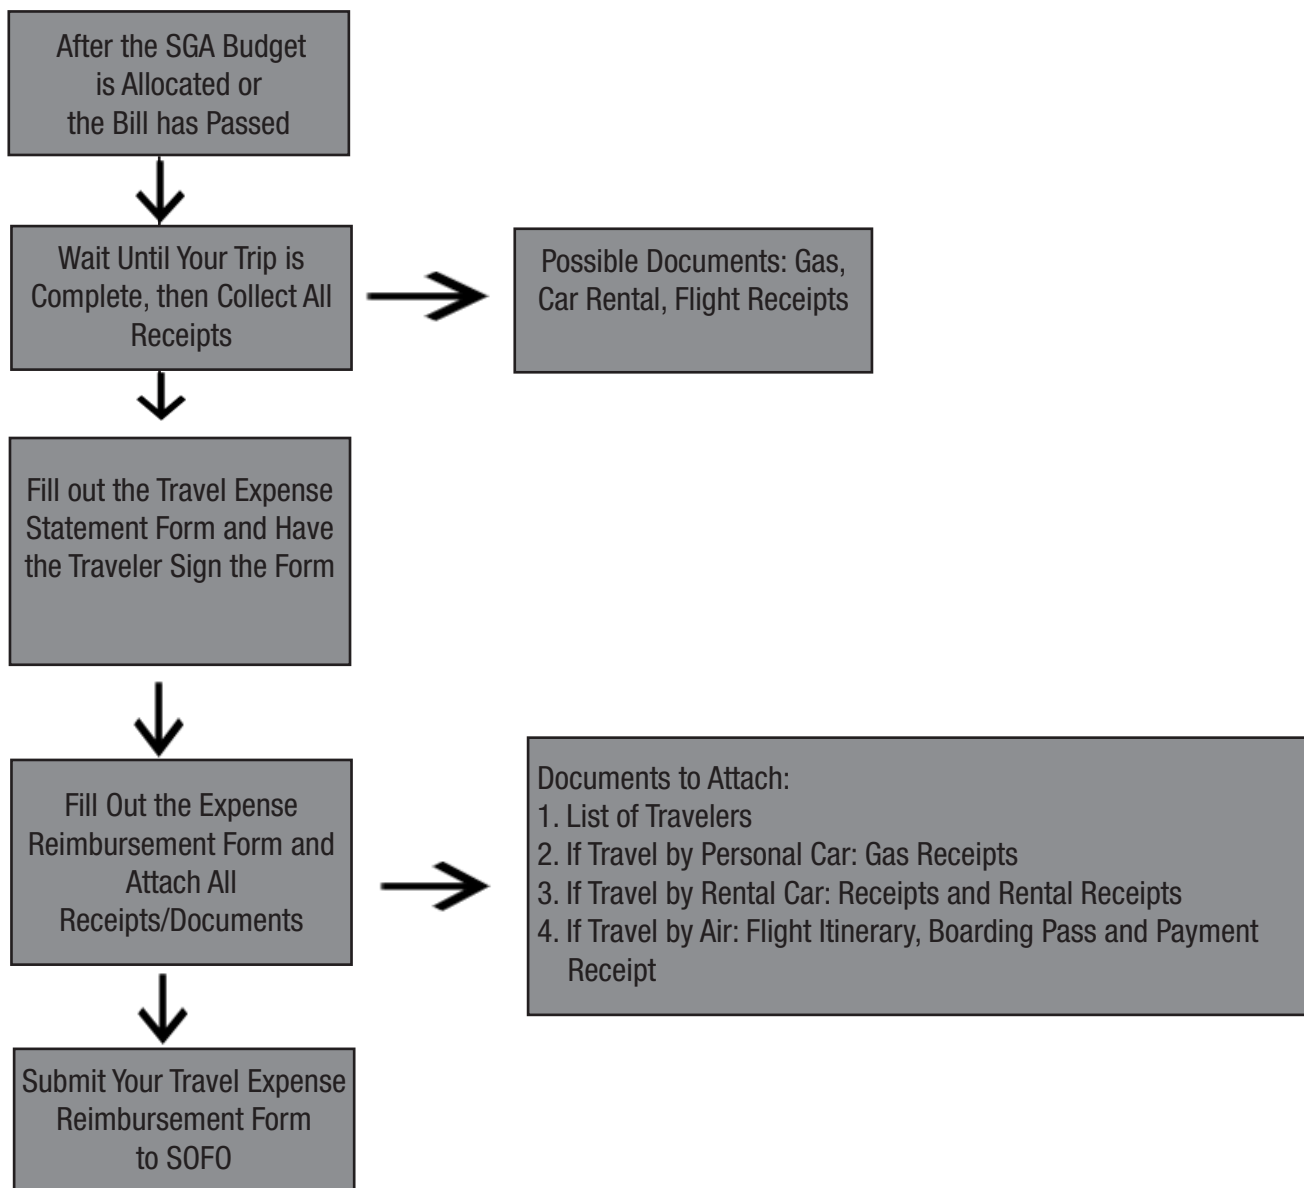 After the SGA Budget
is Allocated or
the Bill has Passed
Wait Until Your Trip is
Complete, then Collect All
Receipts
Possible Documents: Gas,
Car Rental, Flight Receipts
Fill out the Travel Expense
Statement Form and Have
the Traveler Sign the Form
Fill Out the Expense
Reimbursement Form and
Attach All
Receipts/Documents
Documents to Attach:
1. List of Travelers
2. If Travel by Personal Car: Gas Receipts
3. If Travel by Rental Car: Receipts and Rental Receipts
4. If Travel by Air: Flight Itinerary, Boarding Pass and Payment
Receipt
Submit Your Travel Expense
Reimbursement Form
to SOFO